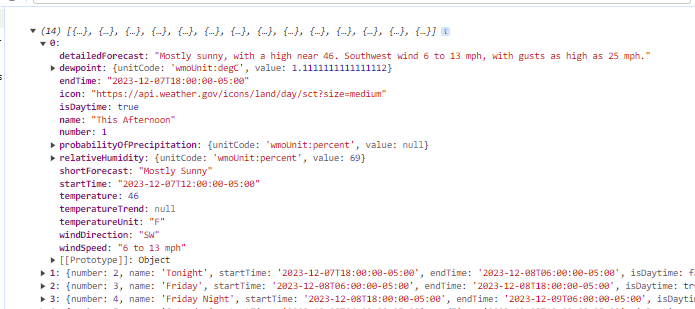 (14) [{…}, {…}, {…}, {…}, {…}, {…}, {…}, {…}, {…}, {…}, {…}, {…}, {…}, {…}] i
0:
detailedForecast: "Mostly sunny, with a high near 46. Southwest wind 6 to 13 mph, with gusts as high as 25 mph."
dewpoint: {unitCode: 'wmoUnit:degC', value: 1.1111111111111112}
endTime: "2023-12-07T18:00:00-05:00"
icon: "https://api.weather.gov/icons/land/day/sct?size=medium"
isDaytime: true
name: "This Afternoon"
number: 1
probabilityOfPrecipitation: {unitCode: 'wmoUnit:percent', value: null}
relativeHumidity: {unitCode: 'wmoUnit:percent', value: 69}
shortForecast: "Mostly Sunny"
startTime: "2023-12-07T12:00:00-05:00"
temperature: 46
temperatureTrend: null
temperatureUnit: "F"
windDirection: "SW"
windSpeed: "6 to 13 mph"
[[Prototype]]: Object
1: {number: 2, name: 'Tonight', startTime: '2023-12-07T18:00:00-05:00', endTime: '2023-12-08T06:00:00-05:00', isDaytime: fa
2: {number: 3, name: 'Friday', startTime: '2023-12-08T06:00:00-05:00', endTime: '2023-12-08T18:00:00-05:00', isDaytime: tr
3: {number: 4, name: 'Friday Night', startTime: '2023-12-08T18:00:00-05:00', endTime: '2023-12-09T06:00:00-05:00', isDaytim